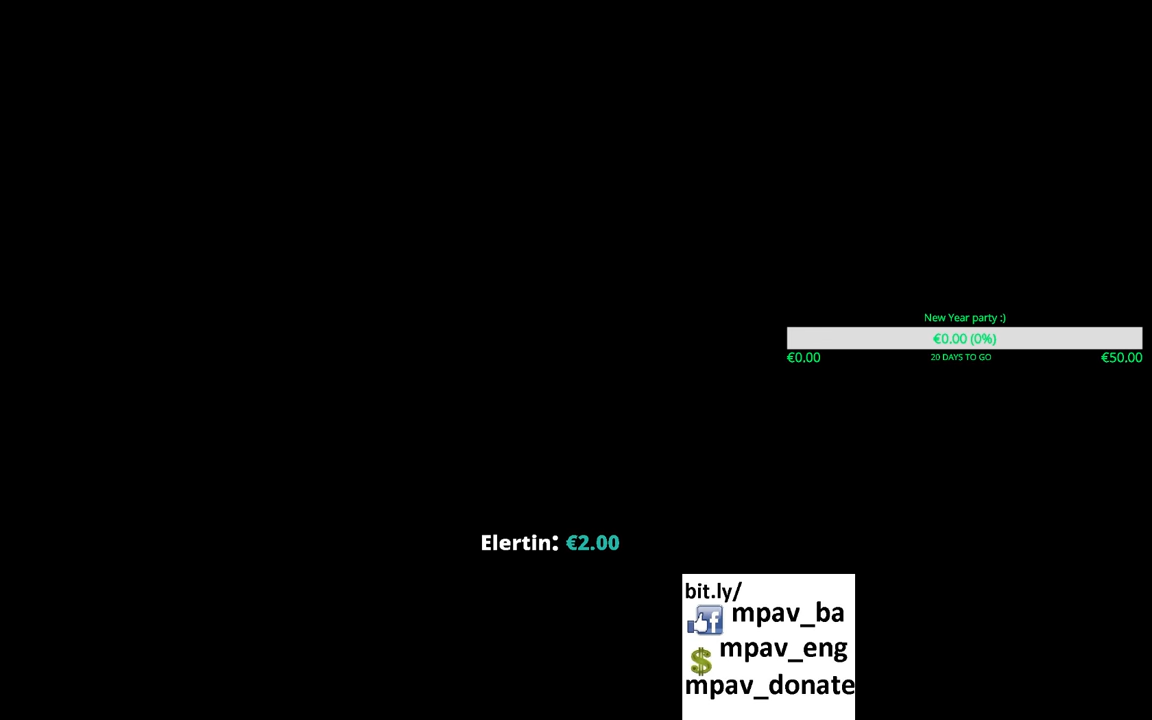 New Year party :)
€0.00 (0%)
€0.00 20 DAYS TO GO €50.00
Elertin: €2.00
bit.ly/
mpav_ba
mpav_eng
mpav_donate